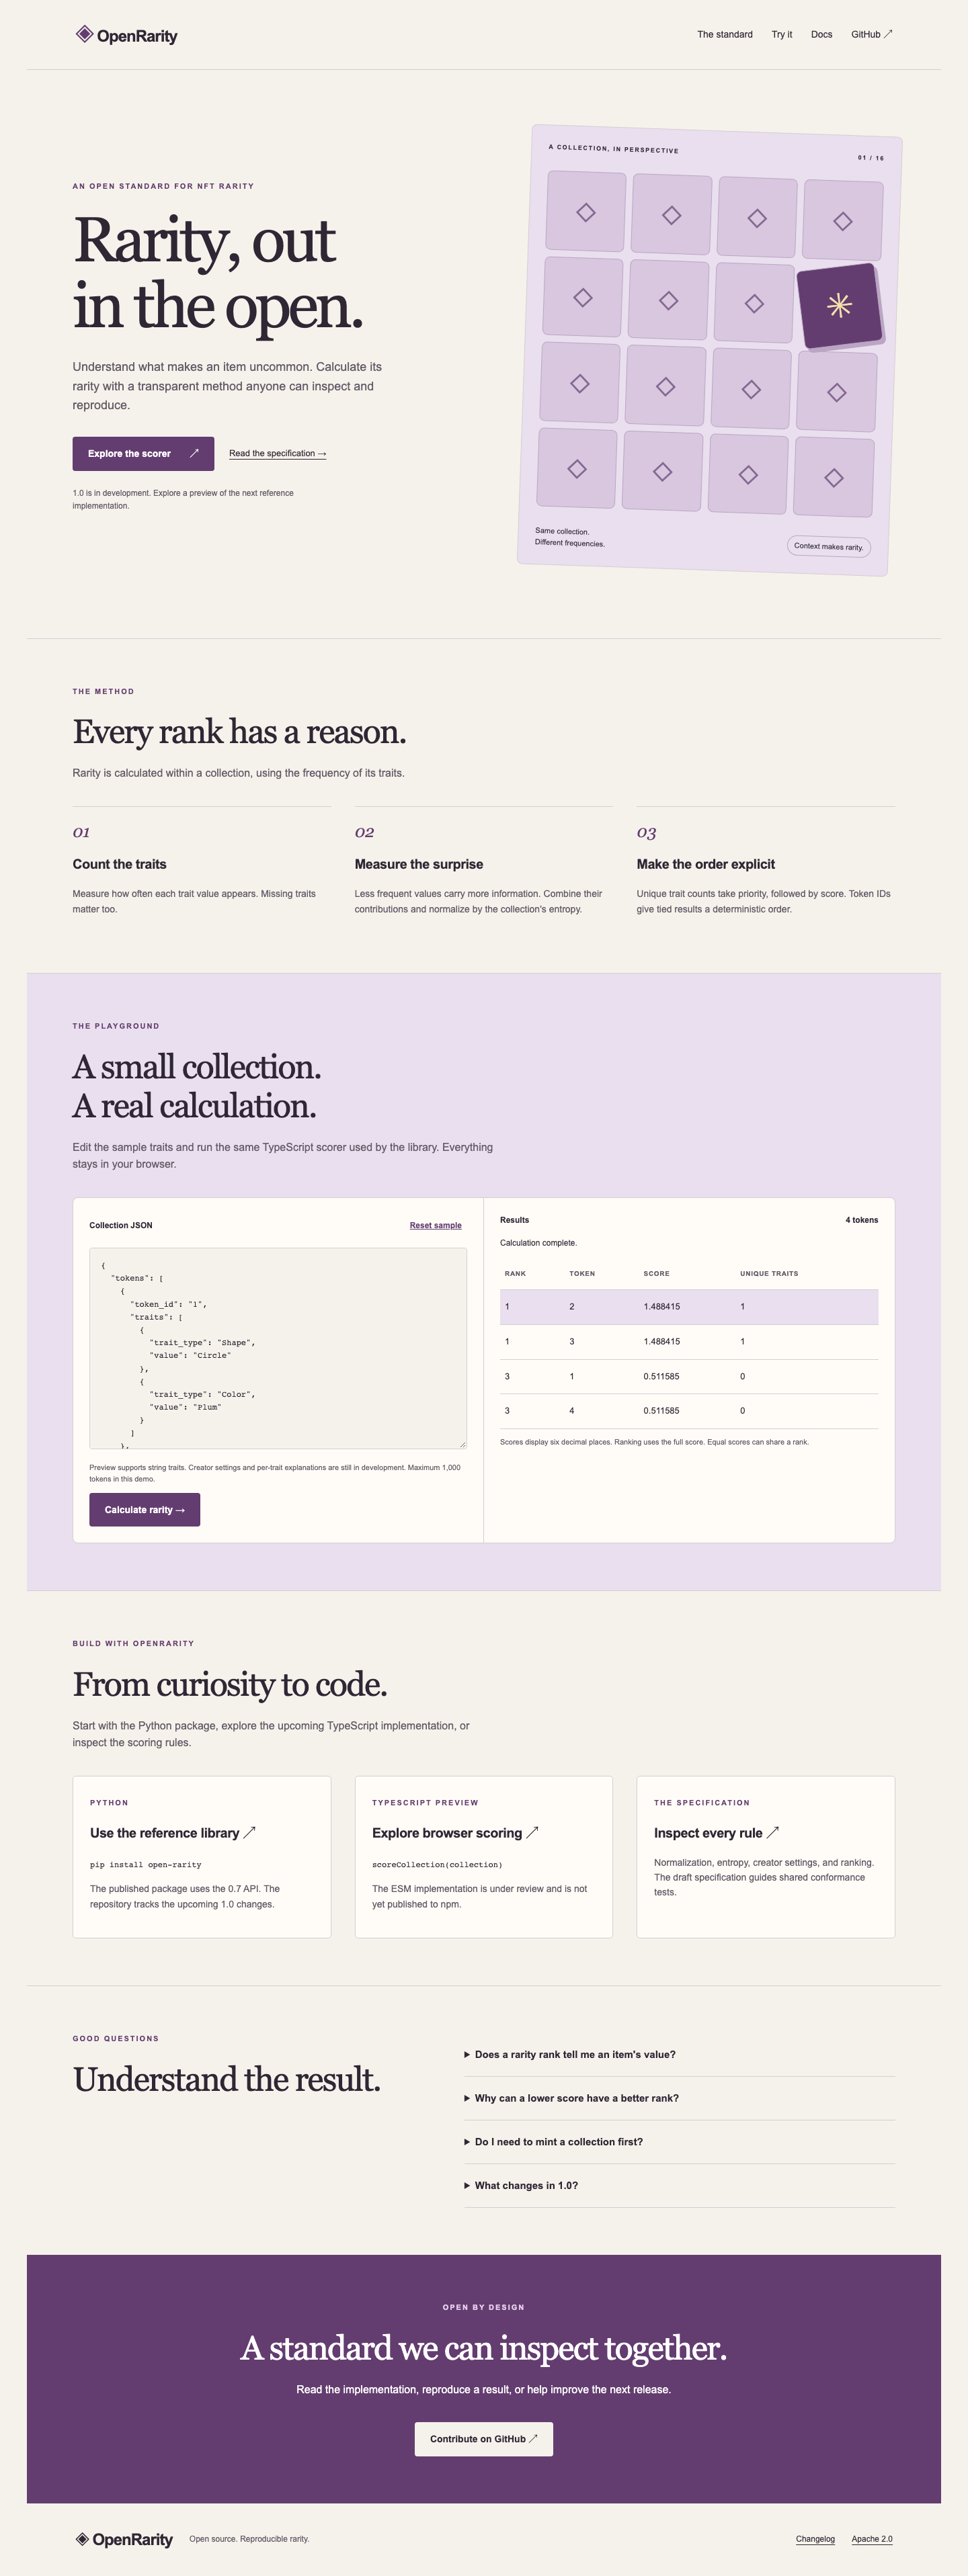 OpenRarity
The standard Try it Docs GitHub ↗
AN OPEN STANDARD FOR NFT RARITY
Rarity, out
in the open.
Understand what makes an item uncommon. Calculate its
rarity with a transparent method anyone can inspect and
reproduce.
Explore the scorer ↗ Read the specification →
1.0 is in development. Explore a preview of the next reference
implementation.
A COLLECTION, IN PERSPECTIVE 01 / 16
Same collection.
Different frequencies.
Context makes rarity.
THE METHOD
Every rank has a reason.
Rarity is calculated within a collection, using the frequency of its traits.
01
Count the traits
Measure how often each trait value appears. Missing traits
matter too.
02
Measure the surprise
Less frequent values carry more information. Combine their
contributions and normalize by the collection's entropy.
03
Make the order explicit
Unique trait counts take priority, followed by score. Token IDs
give tied results a deterministic order.
THE PLAYGROUND
A small collection.
A real calculation.
Edit the sample traits and run the same TypeScript scorer used by the library. Everything
stays in your browser.
Collection JSON Reset sample
{
"tokens": [
{
"token_id": "1",
"traits": [
{
"trait_type": "Shape",
"value": "Circle"
},
{
"trait_type": "Color",
"value": "Plum"
}
]
},
Preview supports string traits. Creator settings and per-trait explanations are still in development. Maximum 1,000
tokens in this demo.
Calculate rarity →
Results 4 tokens
Calculation complete.
RANK TOKEN SCORE UNIQUE TRAITS
1 2 1.488415 1
1 3 1.488415 1
3 1 0.511585 0
3 4 0.511585 0
Scores display six decimal places. Ranking uses the full score. Equal scores can share a rank.
BUILD WITH OPENRARITY
From curiosity to code.
Start with the Python package, explore the upcoming TypeScript implementation, or
inspect the scoring rules.
PYTHON
Use the reference library ↗
pip install open-rarity
The published package uses the 0.7 API. The
repository tracks the upcoming 1.0 changes.
TYPESCRIPT PREVIEW
Explore browser scoring ↗
scoreCollection(collection)
The ESM implementation is under review and is not
yet published to npm.
THE SPECIFICATION
Inspect every rule ↗
Normalization, entropy, creator settings, and ranking.
The draft specification guides shared conformance
tests.
GOOD QUESTIONS
Understand the result.
Does a rarity rank tell me an item's value?
Why can a lower score have a better rank?
Do I need to mint a collection first?
What changes in 1.0?
OPEN BY DESIGN
A standard we can inspect together.
Read the implementation, reproduce a result, or help improve the next release.
Contribute on GitHub ↗
OpenRarity Open source. Reproducible rarity. Changelog Apache 2.0